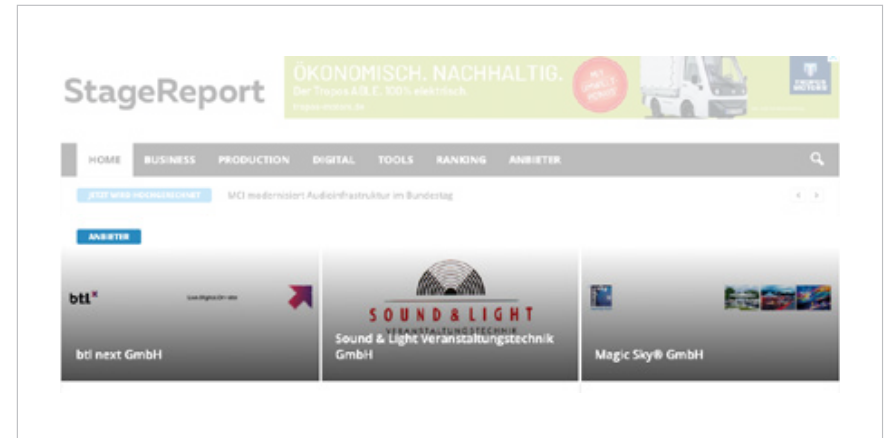 StageReport
ÖKONOMISCH. NACHHALTIG.
Der Tropos ABLE. 100% elektrisch.
HOME BUSINESS PRODUCTION DIGITAL TOOLS RANKING ANBIETER
MCI modernisiert Audioinfrastruktur im Bundestag
ANBIETER
btl
btl next GmbH
SOUND & LIGHT
VERANSTALTUNGSTECHNIK
Sound & Light Veranstaltungstechnik
GmbH
Magic Sky® GmbH